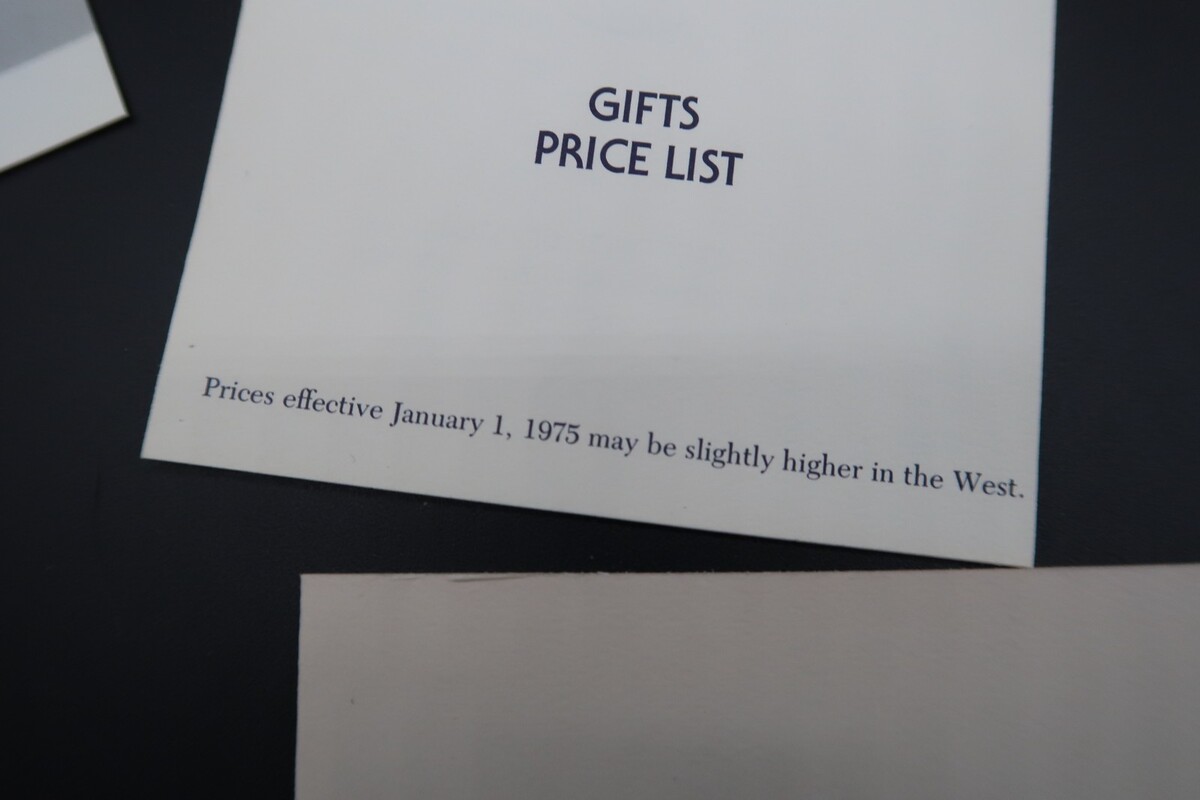 GIFTS
PRICE LIST
Prices effective January 1, 1975 may be slightly higher in the West.